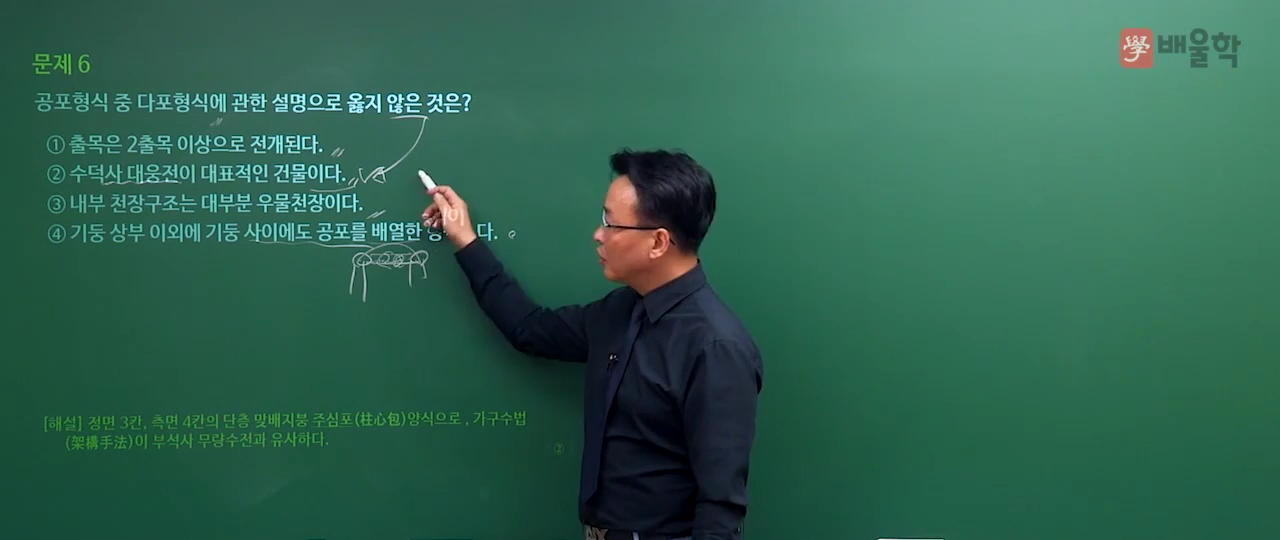 學 배울학
문제 6
공포형식 중 다포형식에 관한 설명으로 옳지 않은 것은?
① 출목은 2출목 이상으로 전개된다.
② 수덕사 대웅전이 대표적인 건물이다.
③ 내부 천장구조는 대부분 우물천장이다.
④ 기둥 상부 이외에 기둥 사이에도 공포를 배열한 다.
[해설] 정면 3칸, 측면 4칸의 단층 맞배지붕 주심포(柱心包)양식으로 , 가구수법
(架構手法)이 부석사 무량수전과 유사하다.
②